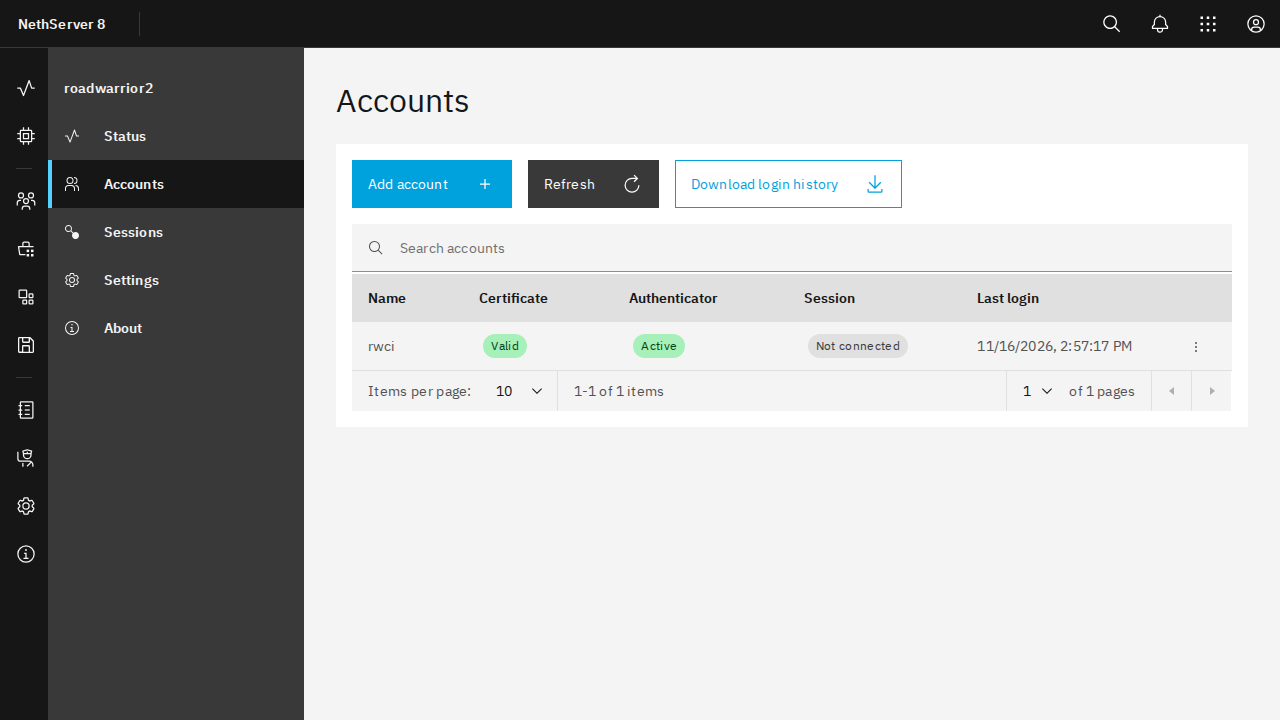 NethServer 8
roadwarrior2
Status
Accounts
Sessions
Settings
About
Accounts
Add account
Refresh
Download login history
Search accounts
Name Certificate Authenticator Session Last login
rwci Valid Active Not connected 11/16/2026, 2:57:17 PM
Items per page: 10 1-1 of 1 items 1 of 1 pages